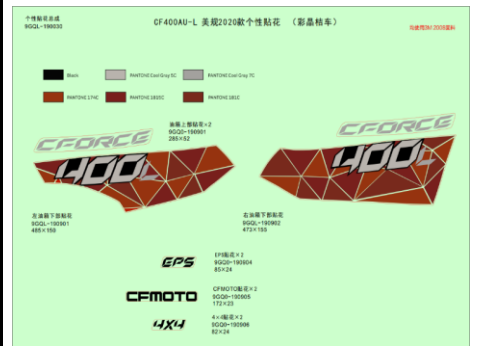 个性贴花总成
9GQL-190030
CF400AU-L 美规2020款个性贴花 （彩晶桔车）
Black
PANTONE Cool Gray 5C
PANTONE Cool Gray 7C
PANTONE 174C
PANTONE 1815C
PANTONE 181C
油箱上部贴花×2
9GQ0-190901
265×52
CFORCE
400L
CFORCE
400L
左油箱下部贴花
9GQL-190901
485×159
右油箱下部贴花
9GQL-190902
EPS
EPS贴花×2
9GQ0-190904
85×24
CFMOTO
CFMOTO贴花×2
9GQ0-190905
172×23
4X4
4×4贴花×2
9GQ0-190906
82×24